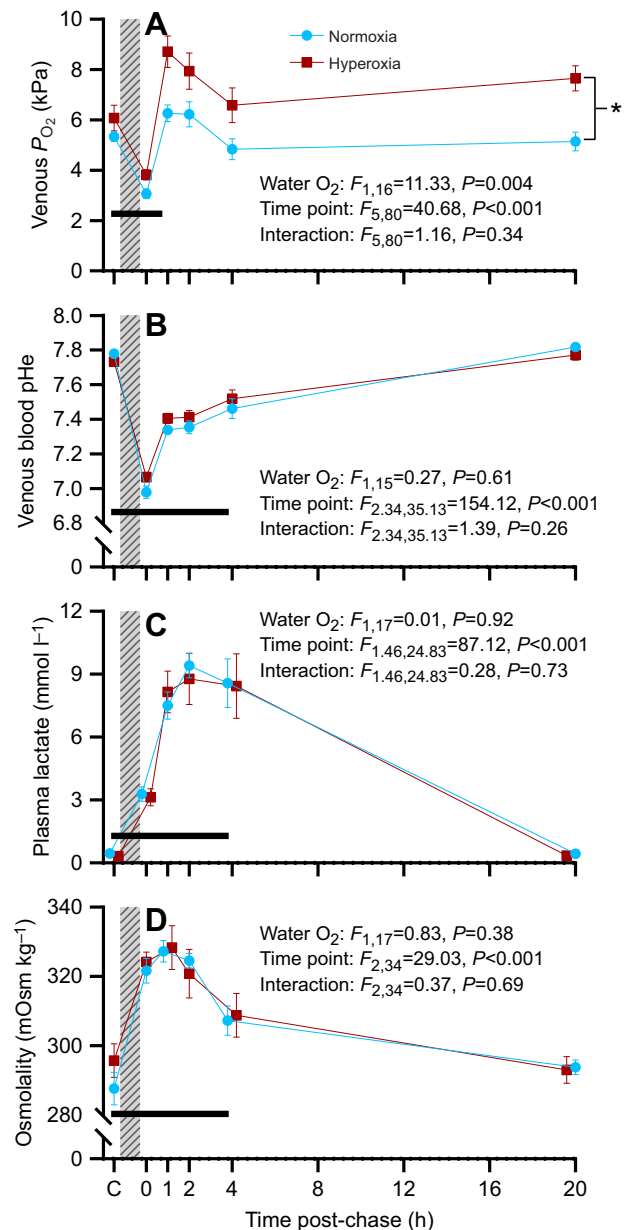 A
Normoxia
Hyperoxia
Venous P_O₂ (kPa)
10
8
6
4
2
0
*
Water O₂: F₁,₁₆=11.33, P=0.004
Time point: F₅,₈₀=40.68, P<0.001
Interaction: F₅,₈₀=1.16, P=0.34
B
Venous blood pHe
8.0
7.8
7.6
7.4
7.2
7.0
6.8
0
Water O₂: F₁,₁₅=0.27, P=0.61
Time point: F₂.₃₄,₃₅.₁₃=154.12, P<0.001
Interaction: F₂.₃₄,₃₅.₁₃=1.39, P=0.26
C
Plasma lactate (mmol l⁻¹)
12
9
6
3
0
Water O₂: F₁,₁₇=0.01, P=0.92
Time point: F₁.₄₆,₂₄.₈₃=87.12, P<0.001
Interaction: F₁.₄₆,₂₄.₈₃=0.28, P=0.73
D
Osmolality (mOsm kg⁻¹)
340
320
300
280
0
Water O₂: F₁,₁₇=0.83, P=0.38
Time point: F₂,₃₄=29.03, P<0.001
Interaction: F₂,₃₄=0.37, P=0.69
C 0 1 2 4 8 12 16 20
Time post-chase (h)